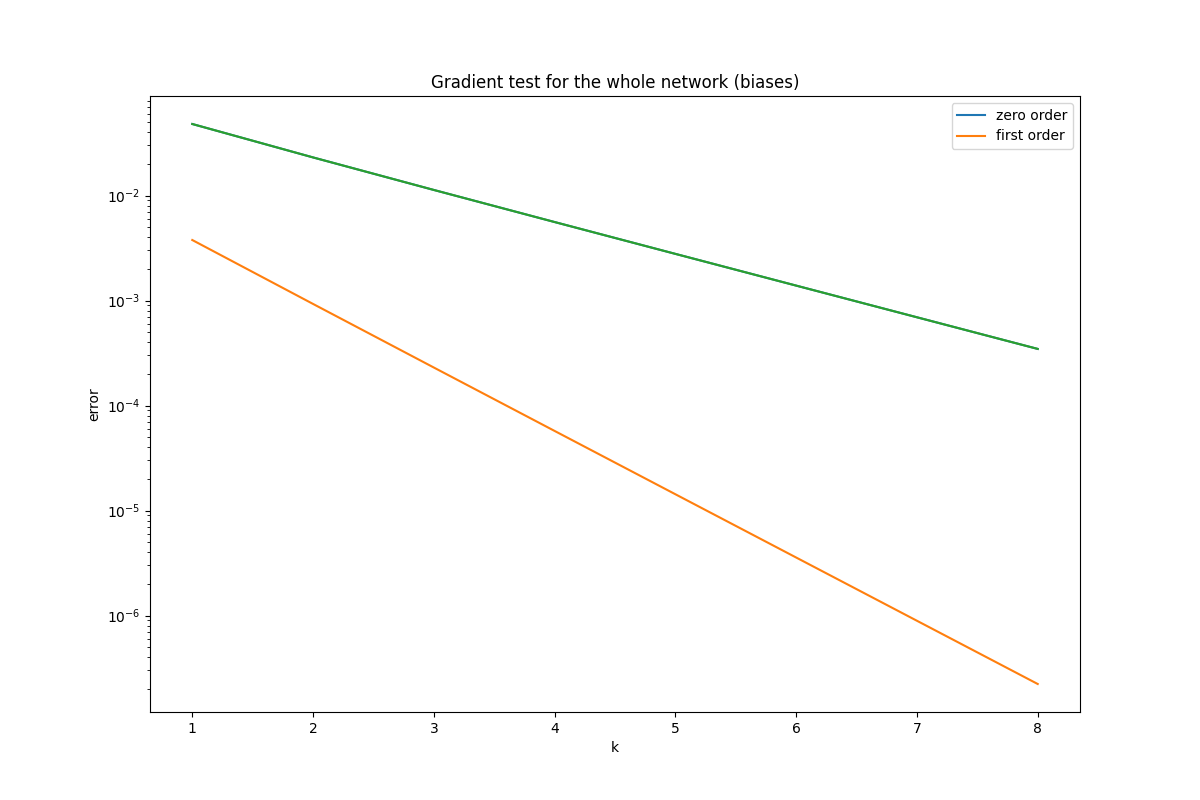 Gradient test for the whole network (biases)
zero order
first order
10⁻²
10⁻³
10⁻⁴
10⁻⁵
10⁻⁶
error
1 2 3 4 5 6 7 8
k